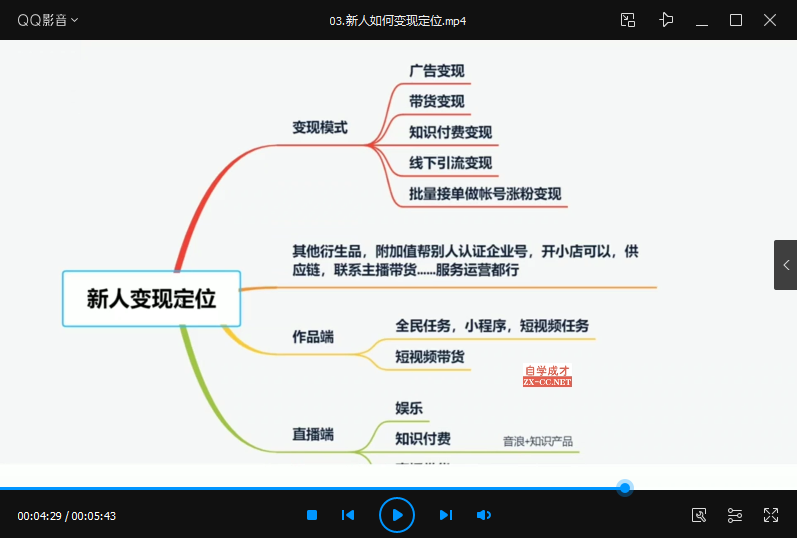 QQ影音
03.新人如何变现定位.mp4
广告变现
带货变现
变现模式
知识付费变现
线下引流变现
批量接单做帐号涨粉变现
其他衍生品，附加值帮别人认证企业号，开小店可以，供
应链，联系主播带货......服务运营都行
新人变现定位
全民任务，小程序，短视频任务
作品端
短视频带货
自学成才
ZX-CC.NET
娱乐
直播端
知识付费
音浪+知识产品
00:04:29 / 00:05:43